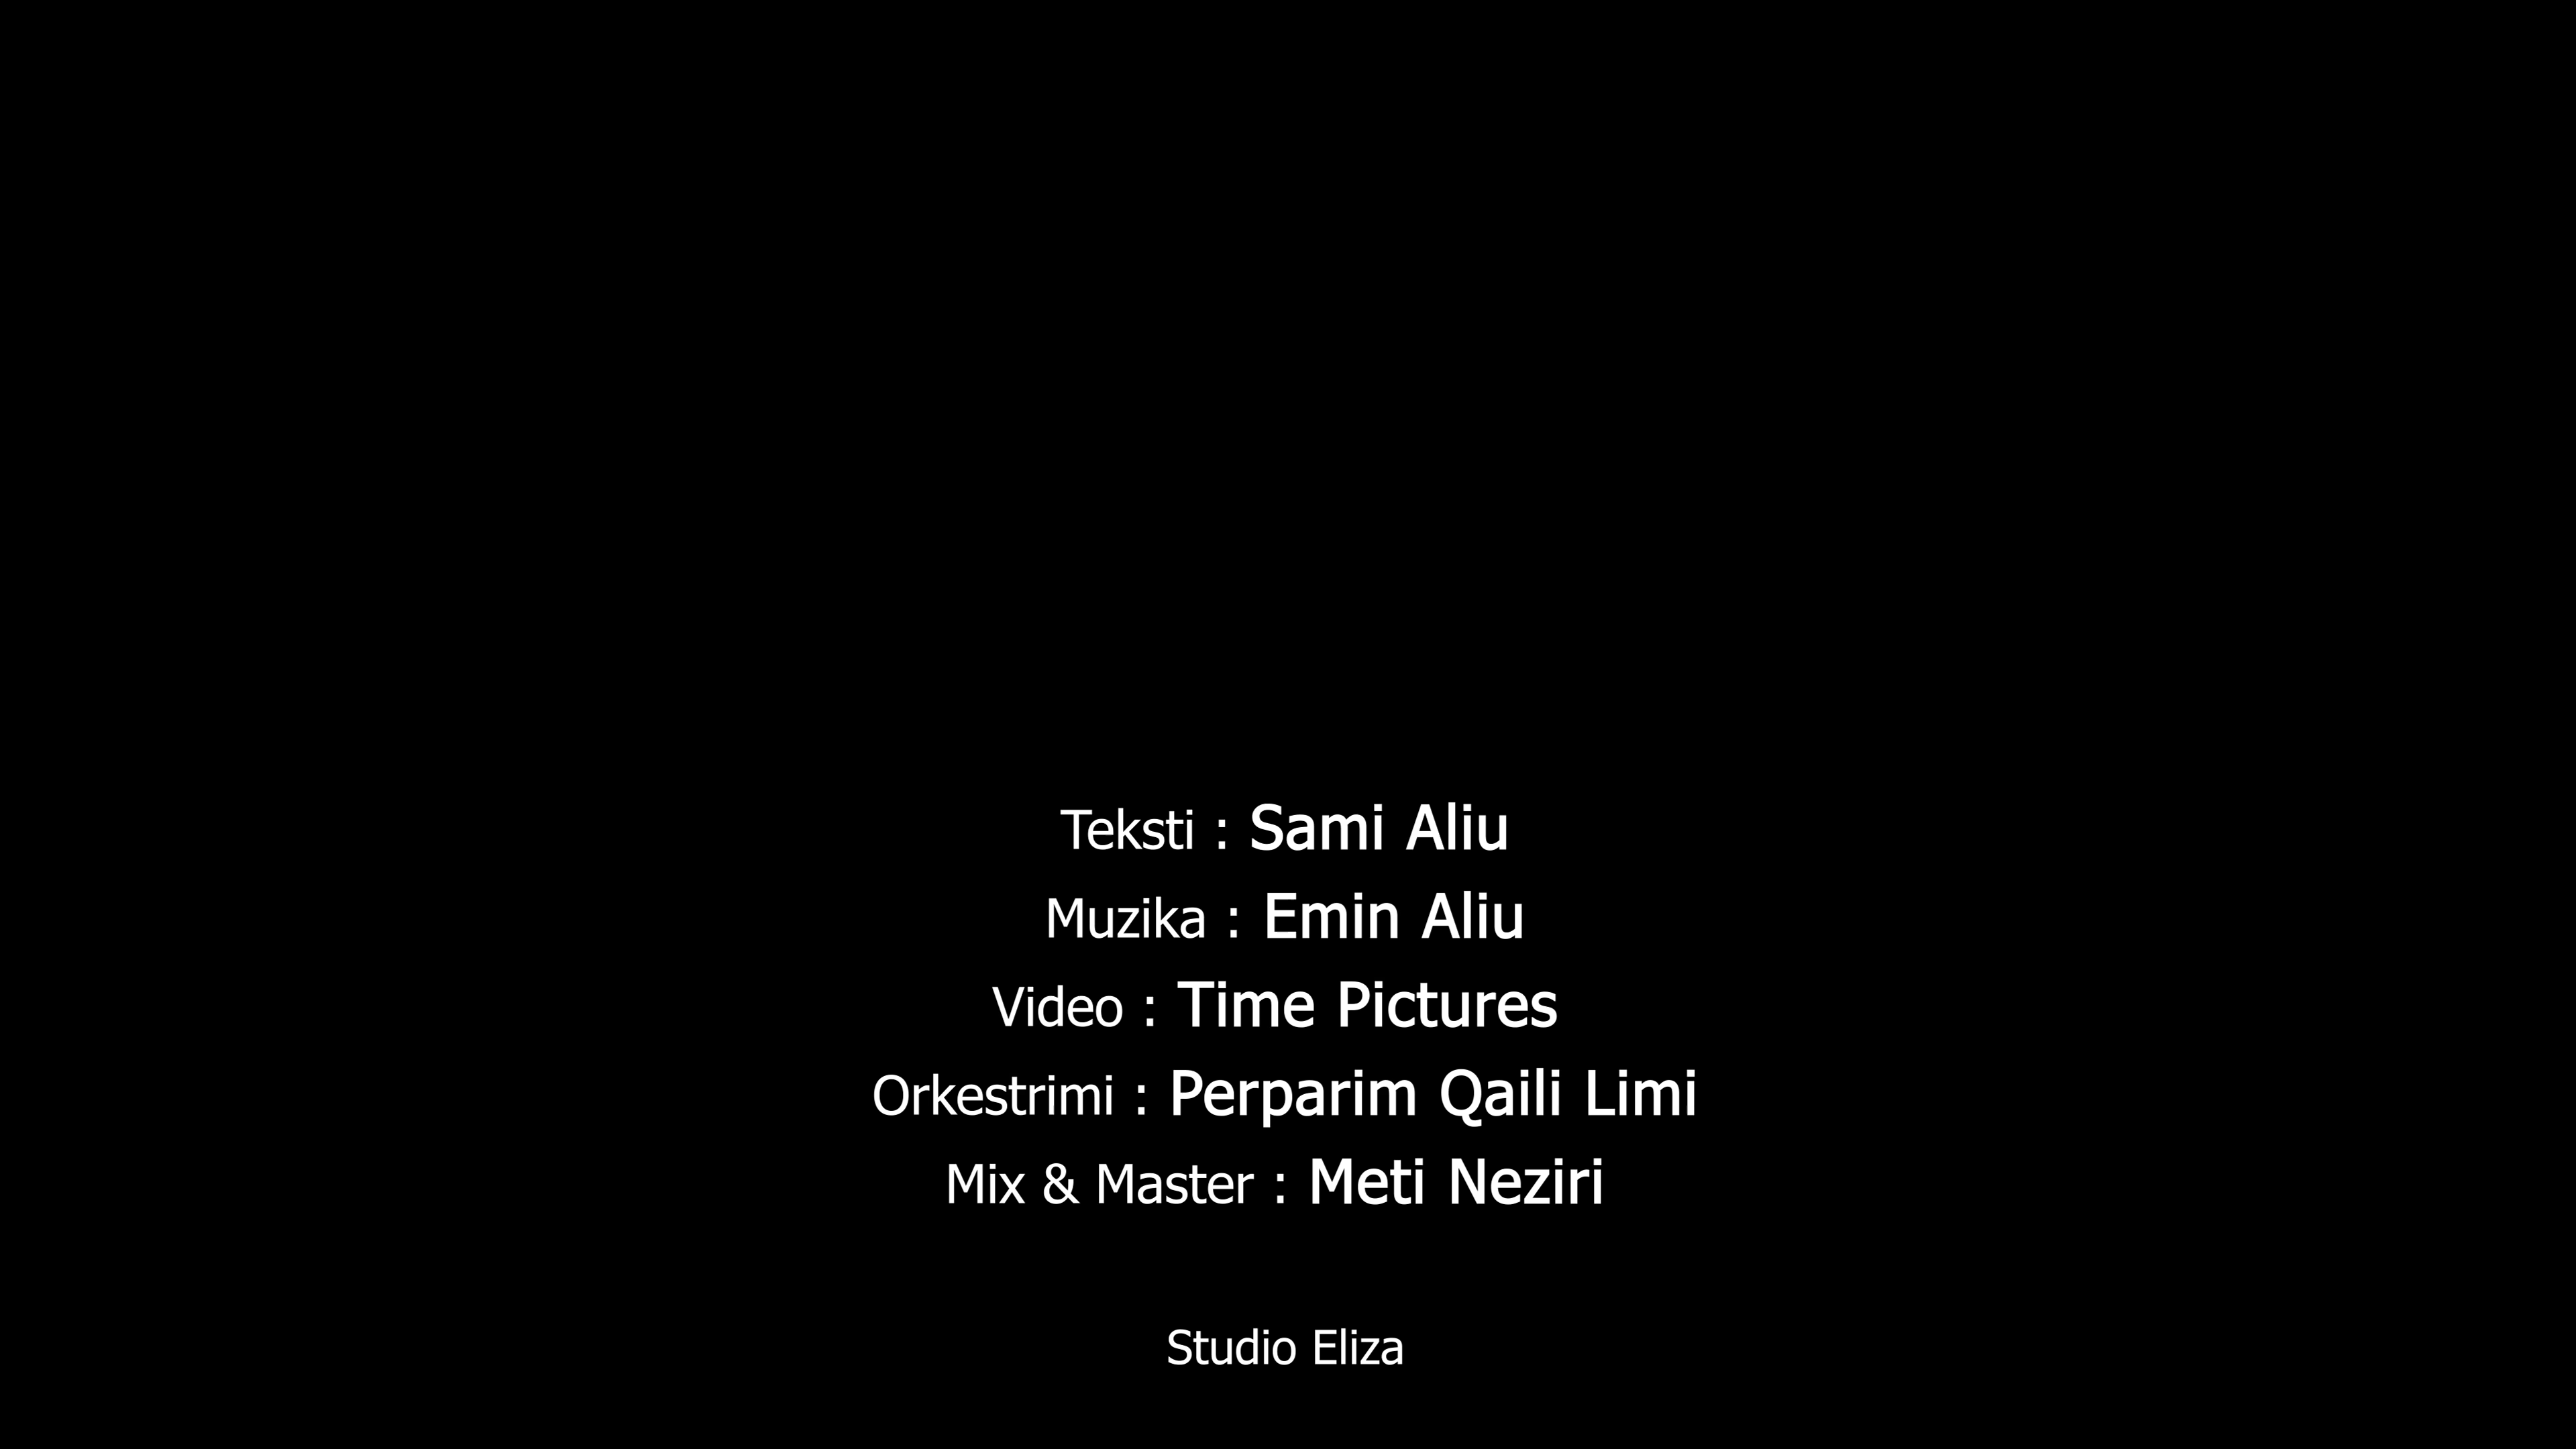 Teksti : Sami Aliu
Muzika : Emin Aliu
Video : Time Pictures
Orkestrimi : Perparim Qaili Limi
Mix & Master : Meti Neziri
Studio Eliza